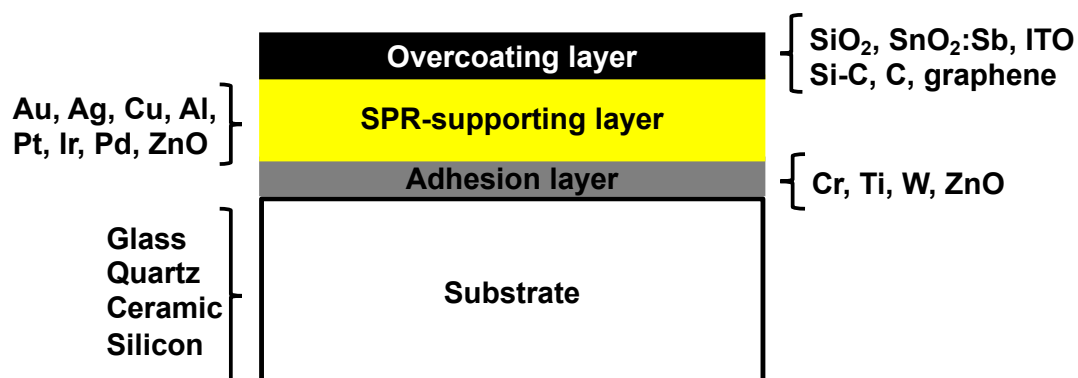 Overcoating layer
SiO₂, SnO₂:Sb, ITO
Si-C, C, graphene
Au, Ag, Cu, Al,
Pt, Ir, Pd, ZnO
SPR-supporting layer
Adhesion layer
Cr, Ti, W, ZnO
Glass
Quartz
Ceramic
Silicon
Substrate